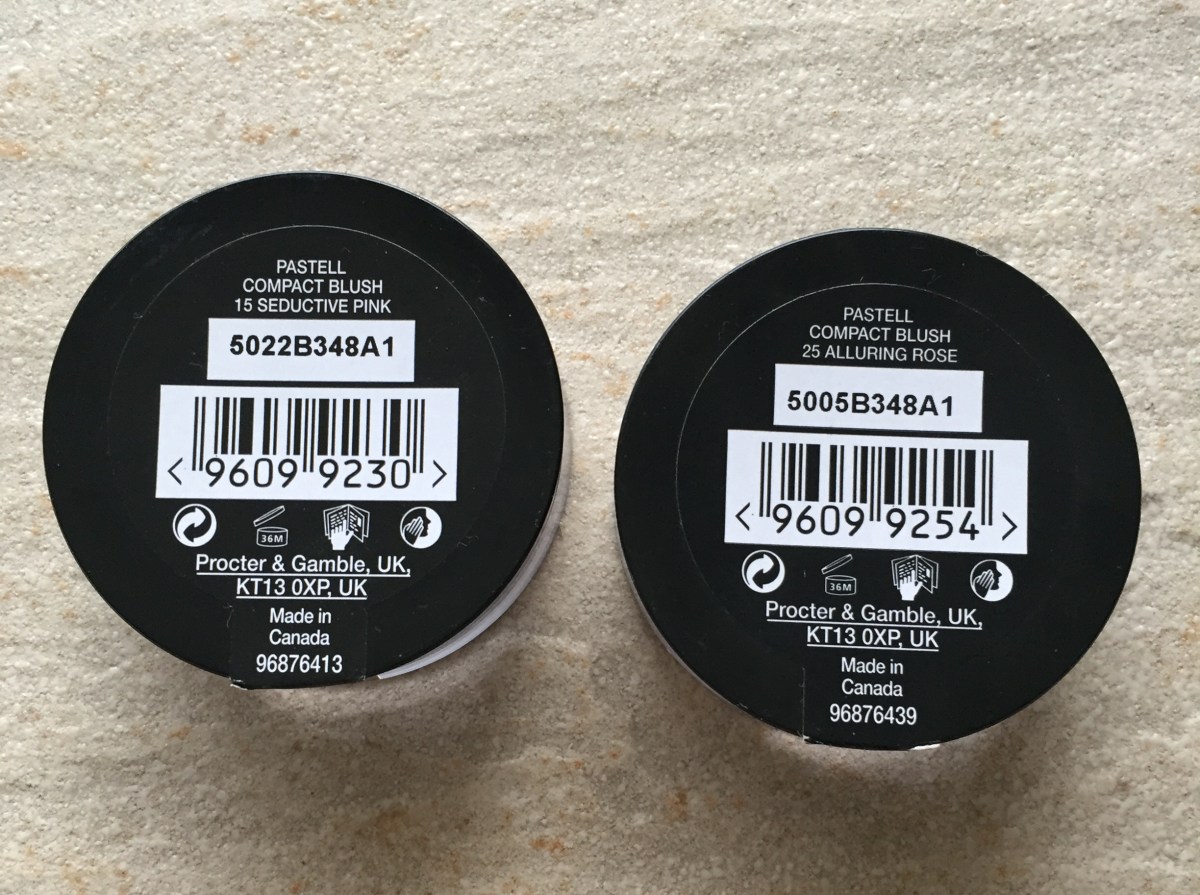 PASTELL
COMPACT BLUSH
15 SEDUCTIVE PINK
5022B348A1
< 9609 9230 >
36M
Procter & Gamble, UK,
KT13 0XP, UK
Made in
Canada
96876413
PASTELL
COMPACT BLUSH
25 ALLURING ROSE
5005B348A1
< 9609 9254 >
36M
Procter & Gamble, UK,
KT13 0XP, UK
Made in
Canada
96876439